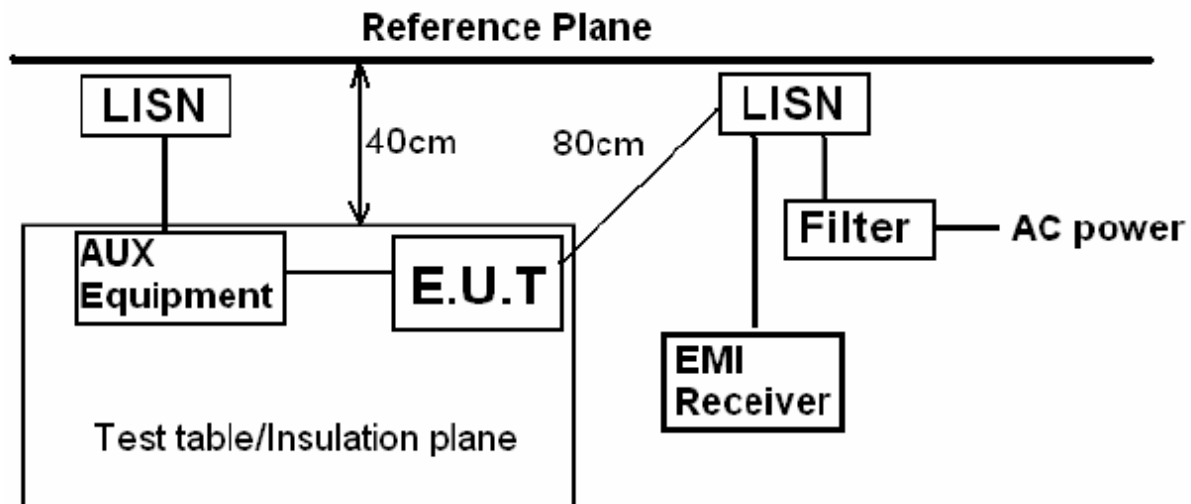 Reference Plane
LISN
40cm
80cm
LISN
AUX
Equipment
E.U.T
Filter
AC power
EMI
Receiver
Test table/Insulation plane